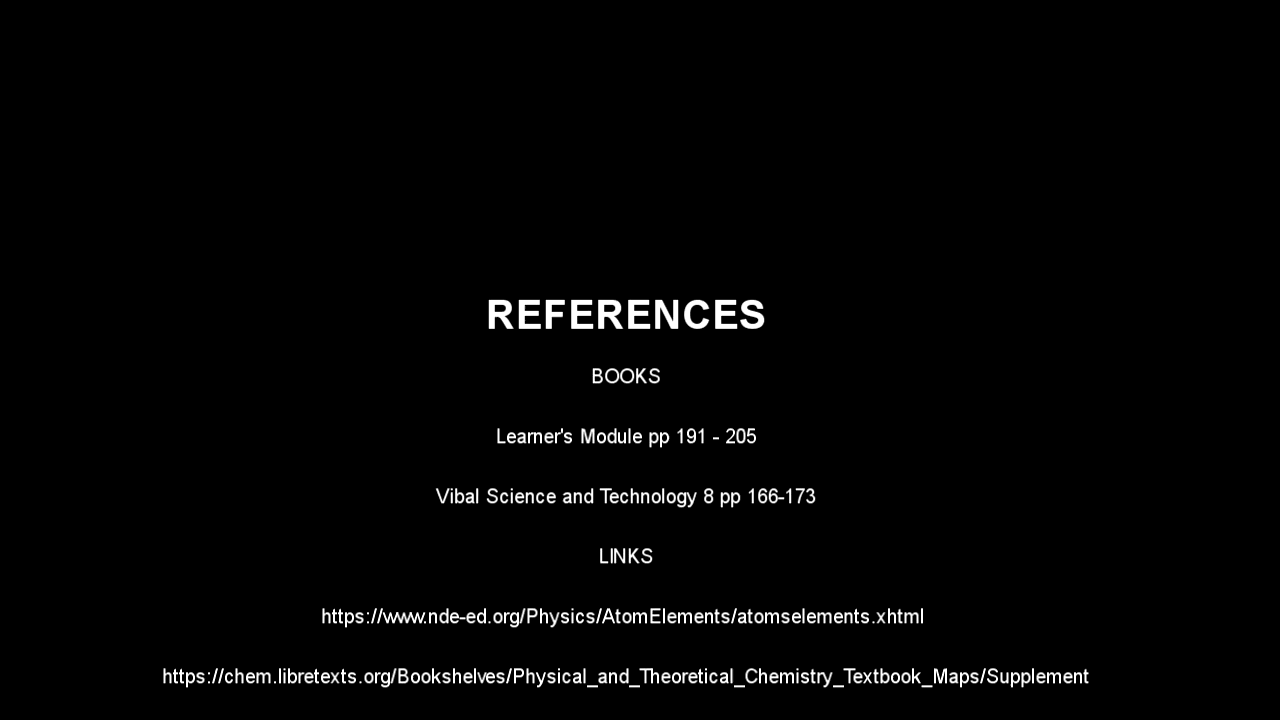 REFERENCES
BOOKS
Learner's Module pp 191 - 205
Vibal Science and Technology 8 pp 166-173
LINKS
https://www.nde-ed.org/Physics/AtomElements/atomselements.xhtml
https://chem.libretexts.org/Bookshelves/Physical_and_Theoretical_Chemistry_Textbook_Maps/Supplement